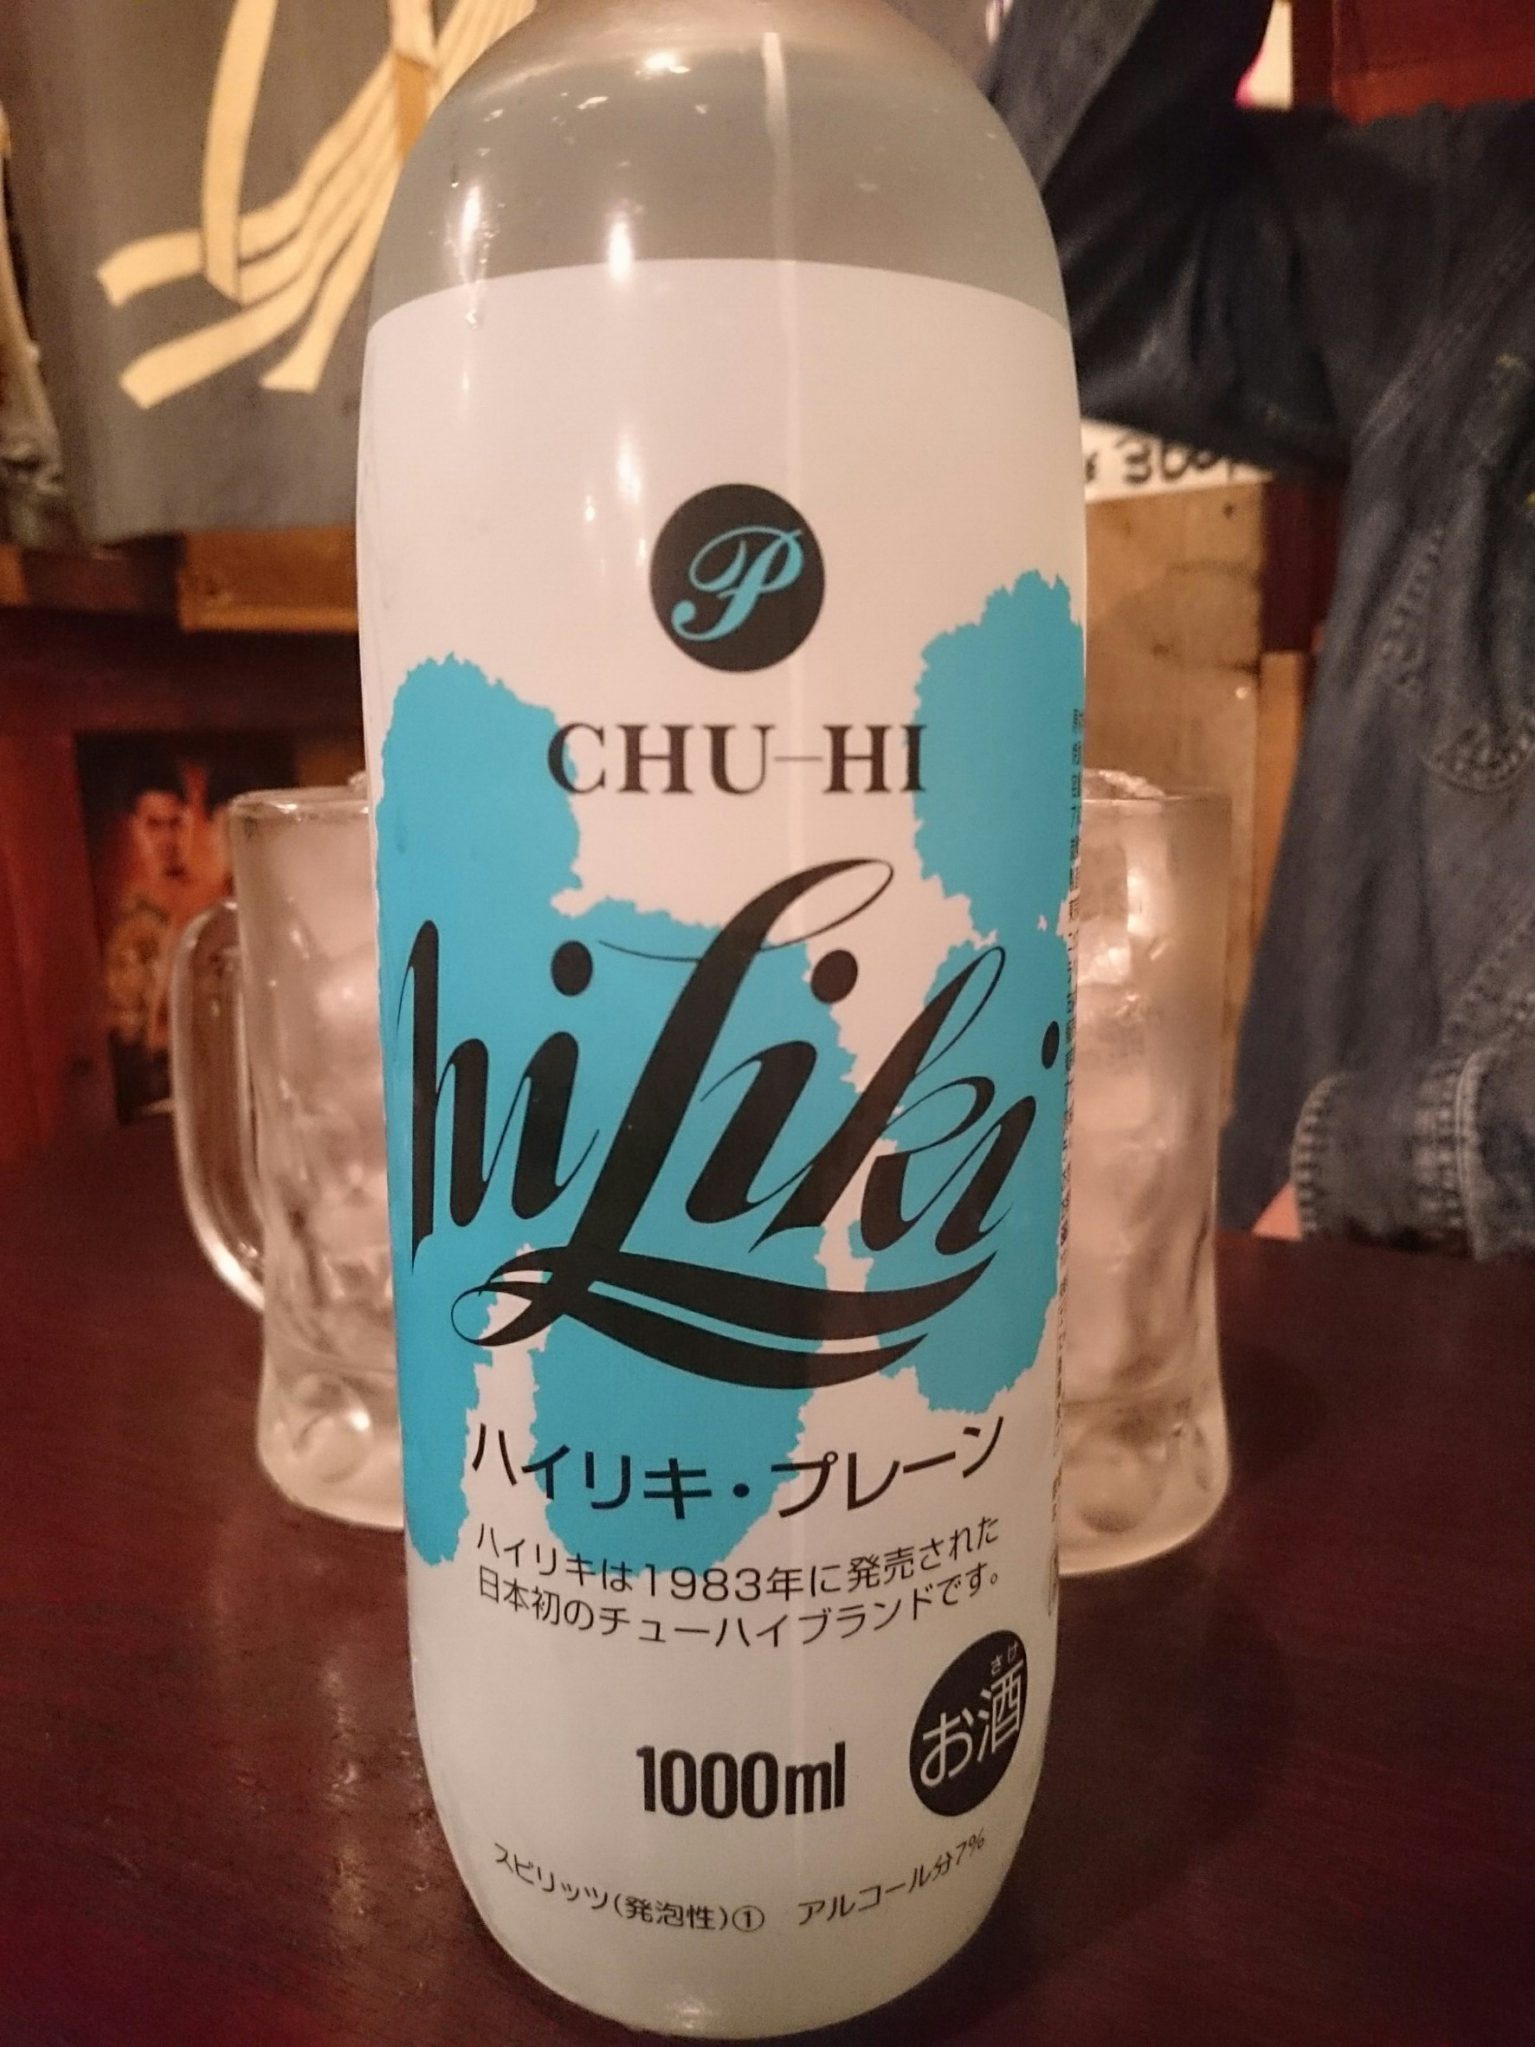 P
CHU-HI
hiLiki
ハイリキ・プレーン
ハイリキは1983年に発売された
日本初のチューハイブランドです。
さけ
お酒
1000ml
スピリッツ(発泡性)① アルコール分7%